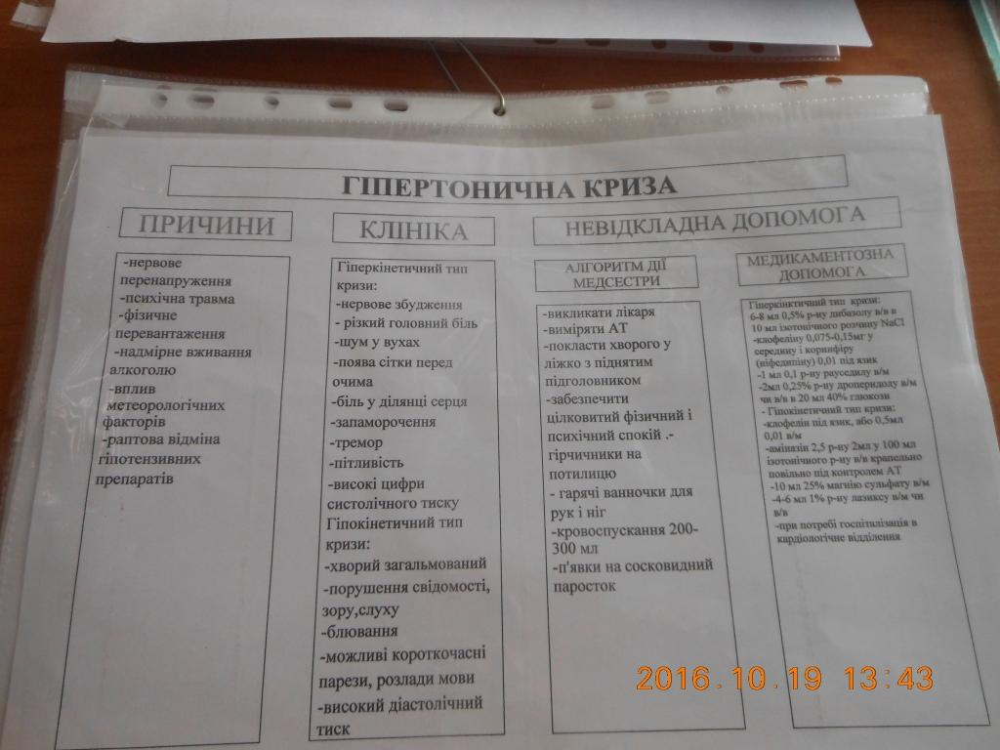 ГІПЕРТОНИЧНА КРИЗА
ПРИЧИНИ
-нервове
перенапруження
-психічна травма
-фізичне
перевантаження
-надмірне вживання
алкоголю
-вплив
метеорологічних
факторів
-раптова відміна
гіпотензивних
препаратів
КЛІНІКА
Гіперкінетичний тип
кризи:
-нервове збудження
- різкий головний біль
-шум у вухах
-поява сітки перед
очима
-біль у ділянці серця
-запаморочення
-тремор
-пітливість
-високі цифри
систолічного тиску
Гіпокінетичний тип
кризи:
-хворий загальмований
-порушення свідомості,
зору,слуху
-блювання
-можливі короткочасні
парези, розлади мови
-високий діастолічний
тиск
НЕВІДКЛАДНА ДОПОМОГА
АЛГОРИТМ ДІЇ
МЕДСЕСТРИ
-викликати лікаря
-виміряти АТ
-покласти хворого у
ліжко з піднятим
підголовником
-забезпечити
цілковитий фізичний і
психічний спокій .-
гірчичники на
потилицю
- гарячі ванночки для
рук і ніг
-кровоспускання 200-
300 мл
-п'явки на сосковидний
паросток
МЕДИКАМЕНТОЗНА
ДОПОМОГА
Гіперкінктичний тип кризи:
6-8 мл 0,5% р-ну дибазолу в/в в
10 мл ізотонічного розчину NaCl
-клофеліну 0,075-0,15мг у
середину і коринфіру
(ніфедипіну) 0,01 під язик
-1 мл 0,1 р-ну рауседилу в/м
-2мл 0,25% р-ну дроперидолу в/м
чи в/в в 20 мл 40% глюкози
- Гіпокінетичний тип кризи:
-клофелін під язик, або 0,5мл
0,01 в/м
-аміназін 2,5 р-ну 2мл у 100 мл
ізотонічного р-ну в/в крапельно
повільно під контролем АТ
-10 мл 25% магнію сульфату в/м
-4-6 мл 1% р-ну лазиксу в/м чи
в/в
-при потребі госпіталізація в
кардіологічне відділення
2016.10.19 13:43